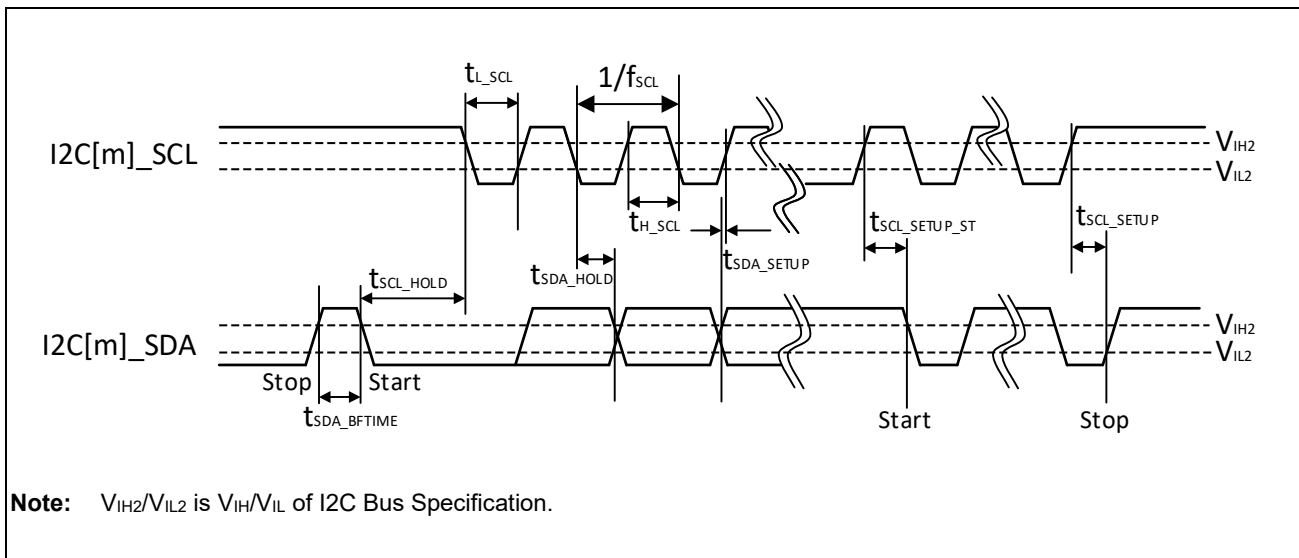 tL_SCL
1/fSCL
I2C[m]_SCL
VIH2
VIL2
tH_SCL
tSCL_SETUP_ST
tSCL_SETUP
tSDA_SETUP
tSDA_HOLD
tSCL_HOLD
I2C[m]_SDA
VIH2
VIL2
Stop
Start
tSDA_BFTIME
Start
Stop
Note: VIH2/VIL2 is VIH/VIL of I2C Bus Specification.